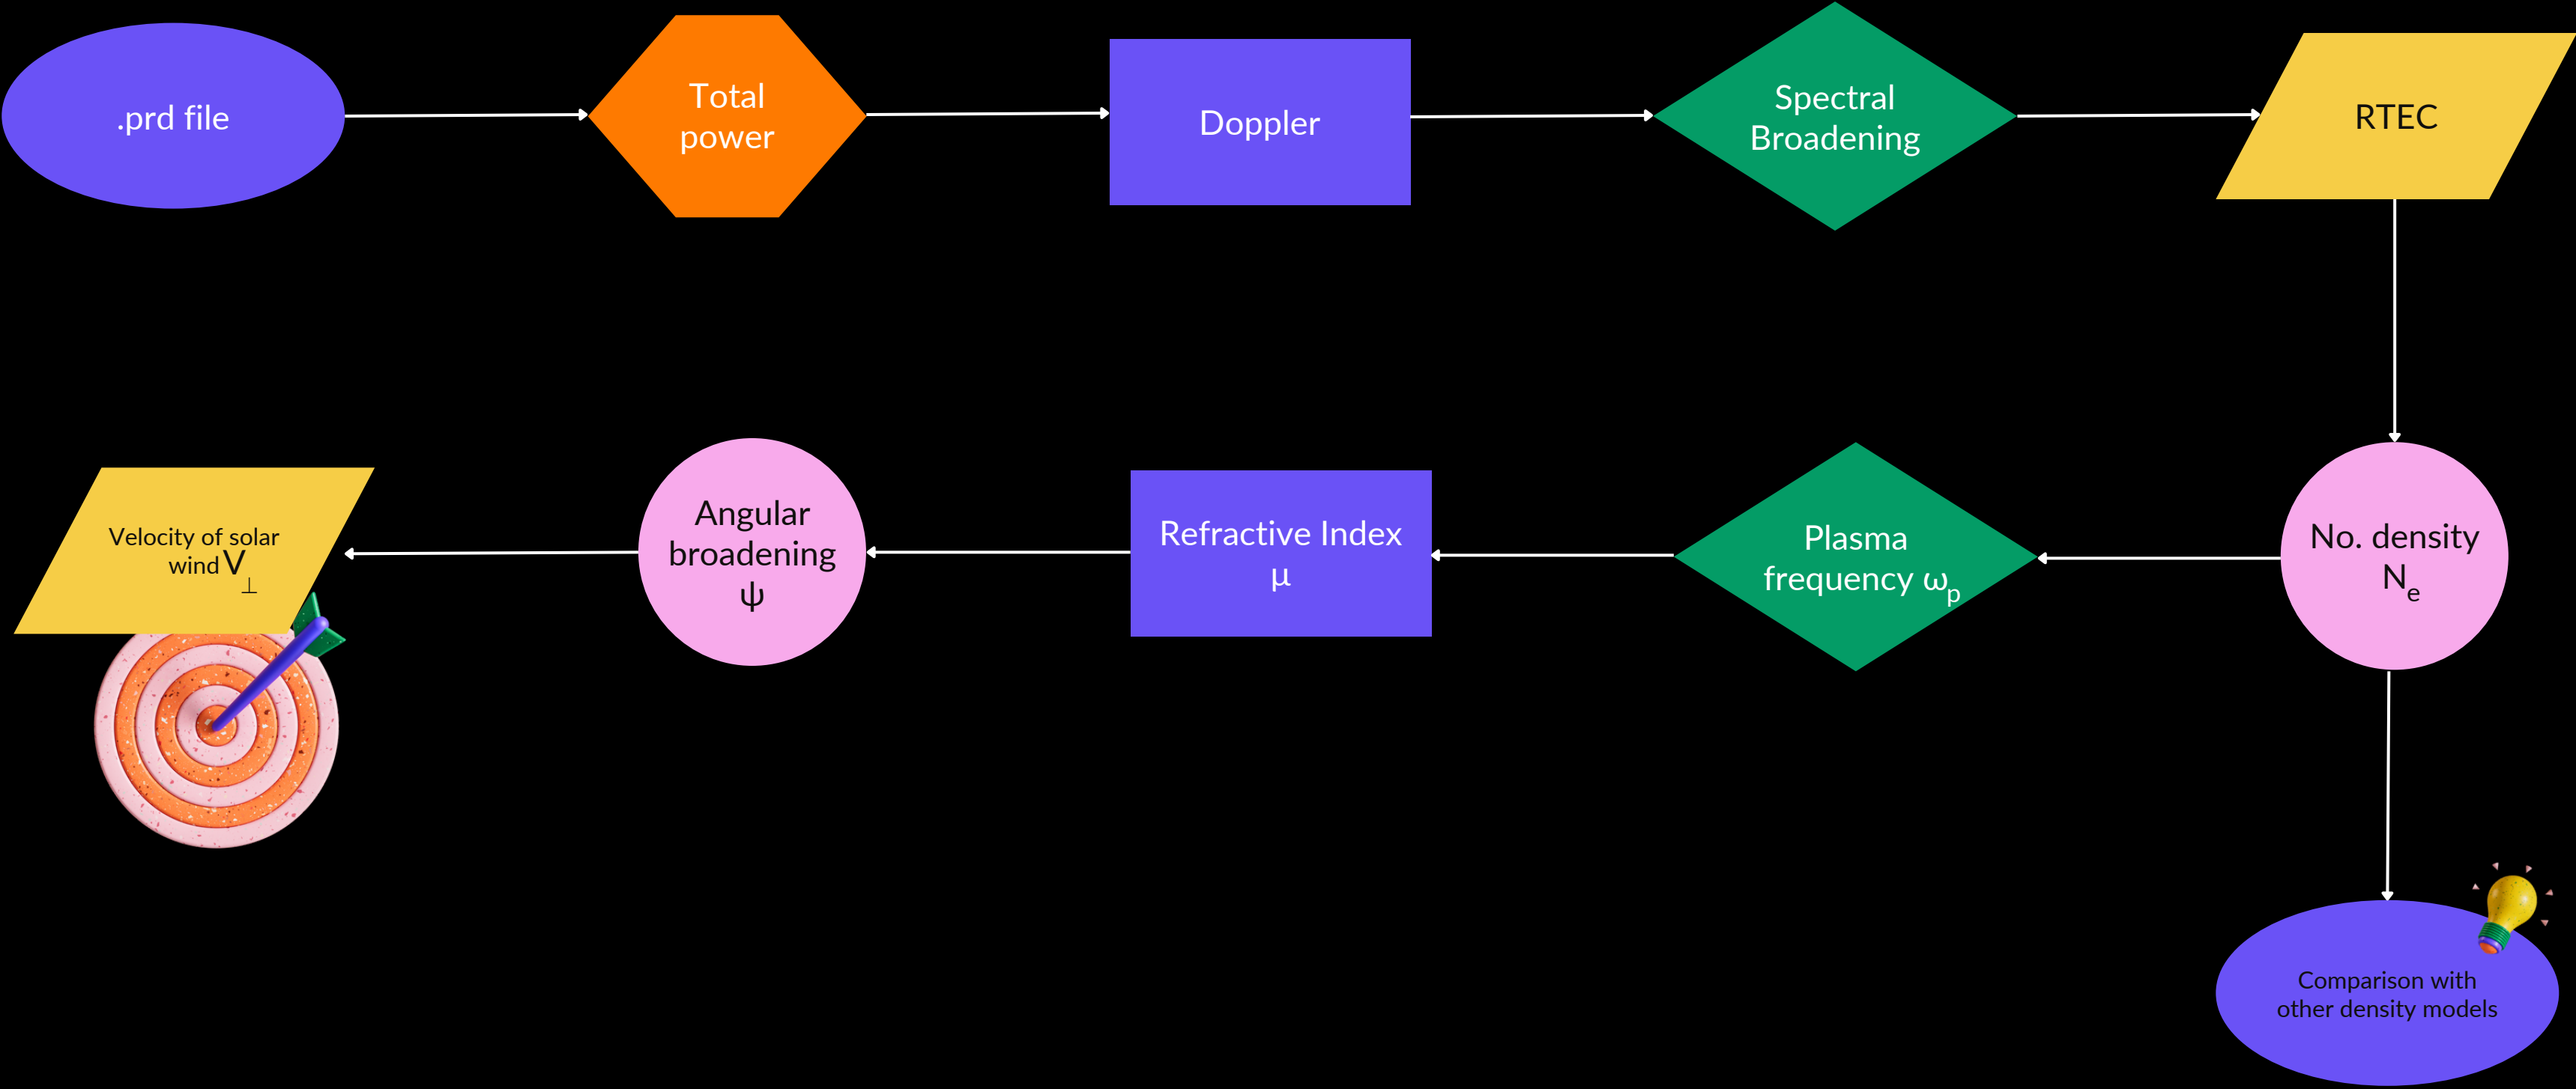 .prd file
Total
power
Doppler
Spectral
Broadening
RTEC
Velocity of solar
wind V⊥
Angular
broadening
ψ
Refractive Index
μ
Plasma
frequency ωp
No. density
Ne
Comparison with
other density models